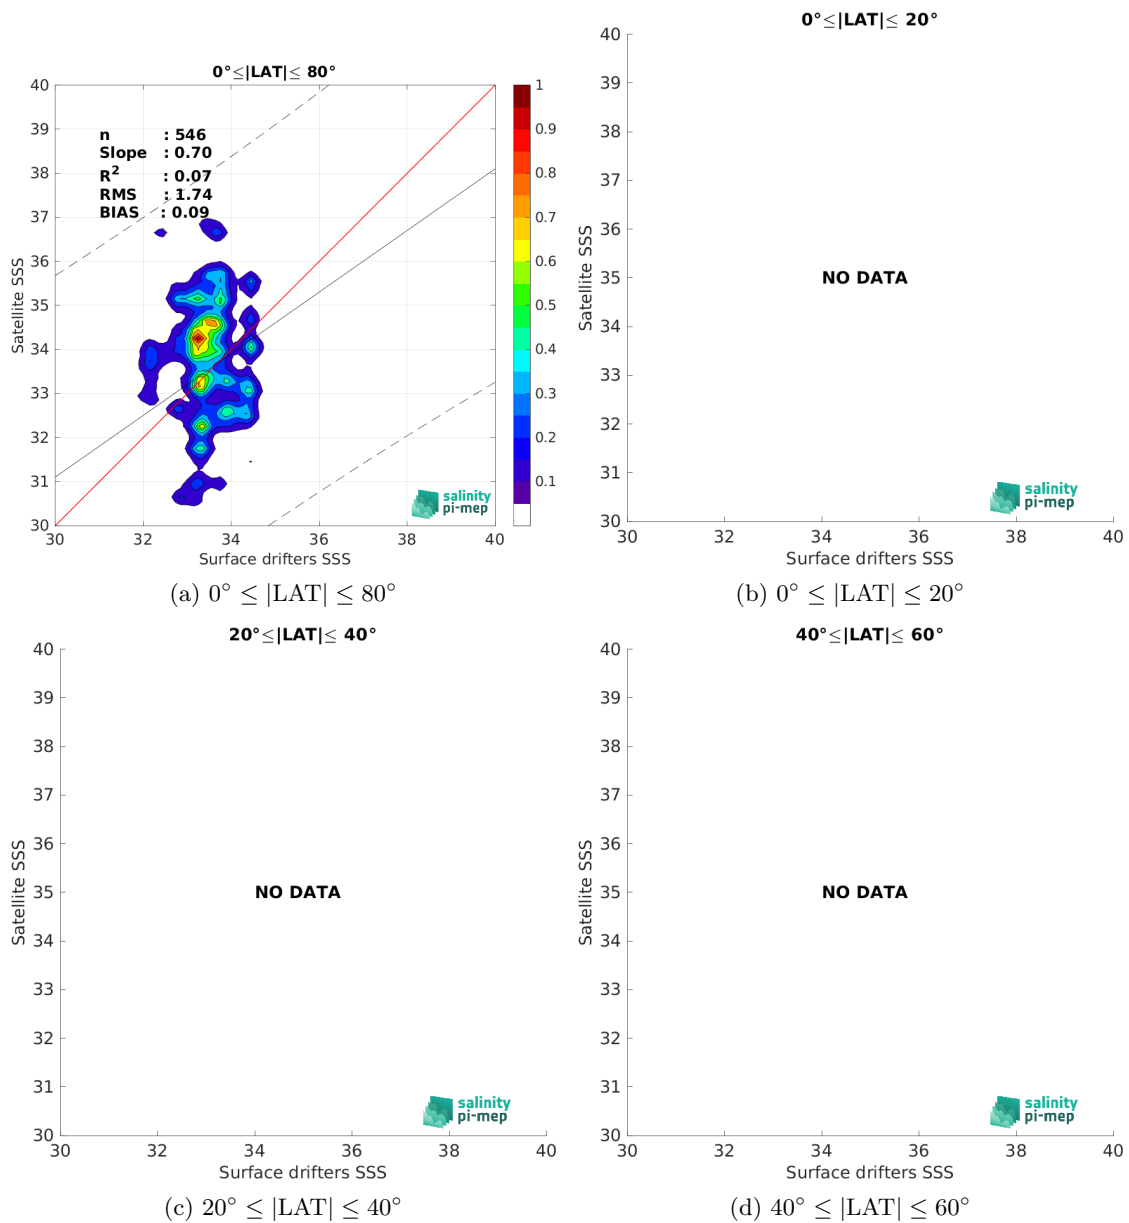 0°≤|LAT|≤ 80°
40
39
38
37
36
35
34
33
32
31
30
Satellite SSS
n : 546
Slope : 0.70
R2 : 0.07
RMS : 1.74
BIAS : 0.09
1
0.9
0.8
0.7
0.6
0.5
0.4
0.3
0.2
0.1
salinity
pi-mep
30 32 34 36 38 40
Surface drifters SSS
(a) 0° ≤ |LAT| ≤ 80°
0°≤|LAT|≤ 20°
40
39
38
37
36
35
34
33
32
31
30
Satellite SSS
NO DATA
salinity
pi-mep
30 32 34 36 38 40
Surface drifters SSS
(b) 0° ≤ |LAT| ≤ 20°
20°≤|LAT|≤ 40°
40
39
38
37
36
35
34
33
32
31
30
Satellite SSS
NO DATA
salinity
pi-mep
30 32 34 36 38 40
Surface drifters SSS
(c) 20° ≤ |LAT| ≤ 40°
40°≤|LAT|≤ 60°
40
39
38
37
36
35
34
33
32
31
30
Satellite SSS
NO DATA
salinity
pi-mep
30 32 34 36 38 40
Surface drifters SSS
(d) 40° ≤ |LAT| ≤ 60°